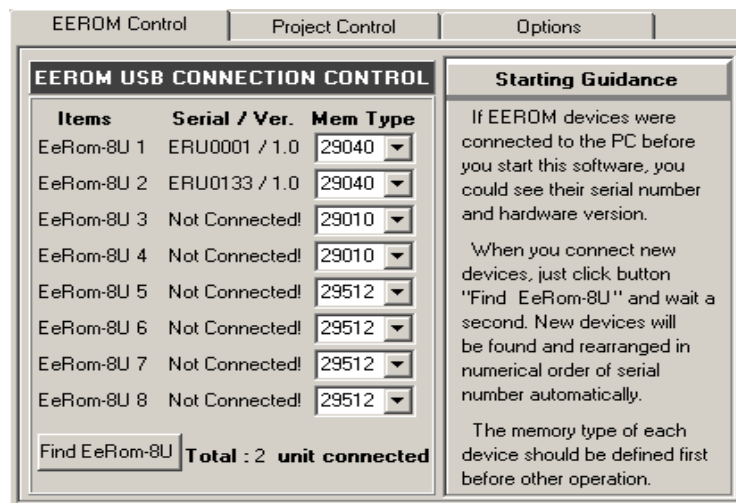 EEROM Control Project Control Options
EEROM USB CONNECTION CONTROL
Items Serial / Ver. Mem Type
EeRom-8U 1 ERU0001 / 1.0 29040
EeRom-8U 2 ERU0133 / 1.0 29040
EeRom-8U 3 Not Connected! 29010
EeRom-8U 4 Not Connected! 29010
EeRom-8U 5 Not Connected! 29512
EeRom-8U 6 Not Connected! 29512
EeRom-8U 7 Not Connected! 29512
EeRom-8U 8 Not Connected! 29512
Find EeRom-8U Total : 2 unit connected
Starting Guidance
If EEROM devices were
connected to the PC before
you start this software, you
could see their serial number
and hardware version.
When you connect new
devices, just click button
"Find EeRom-8U" and wait a
second. New devices will
be found and rearranged in
numerical order of serial
number automatically.
The memory type of each
device should be defined first
before other operation.